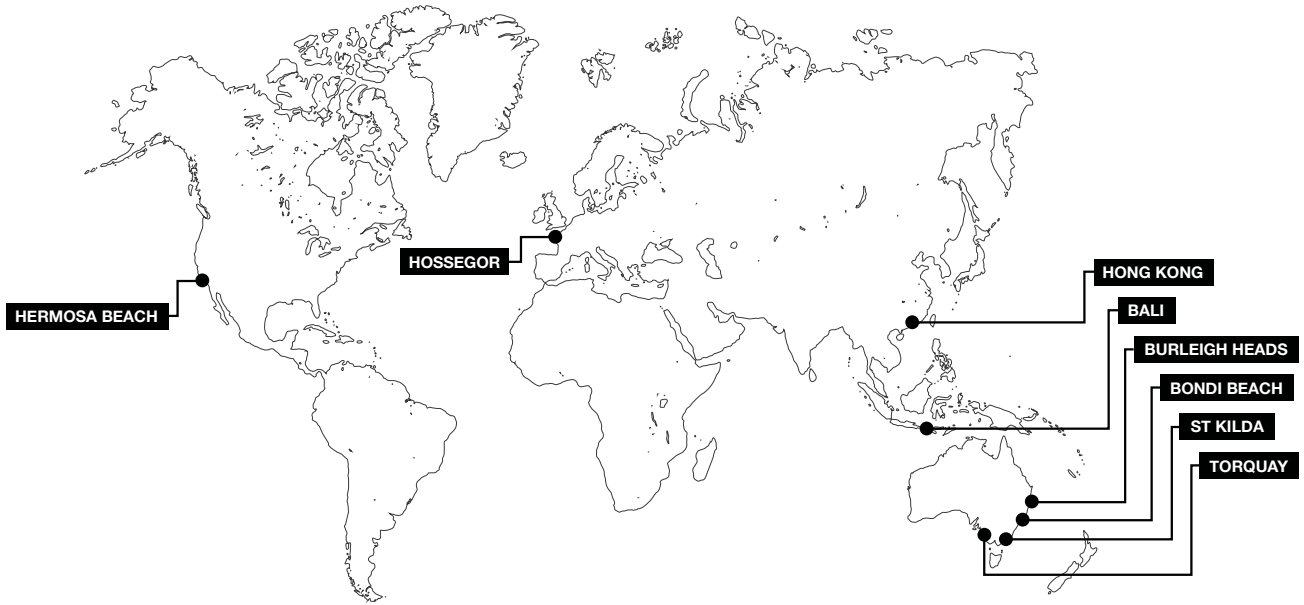 HOSSEGOR
HERMOSA BEACH
HONG KONG
BALI
BURLEIGH HEADS
BONDI BEACH
ST KILDA
TORQUAY